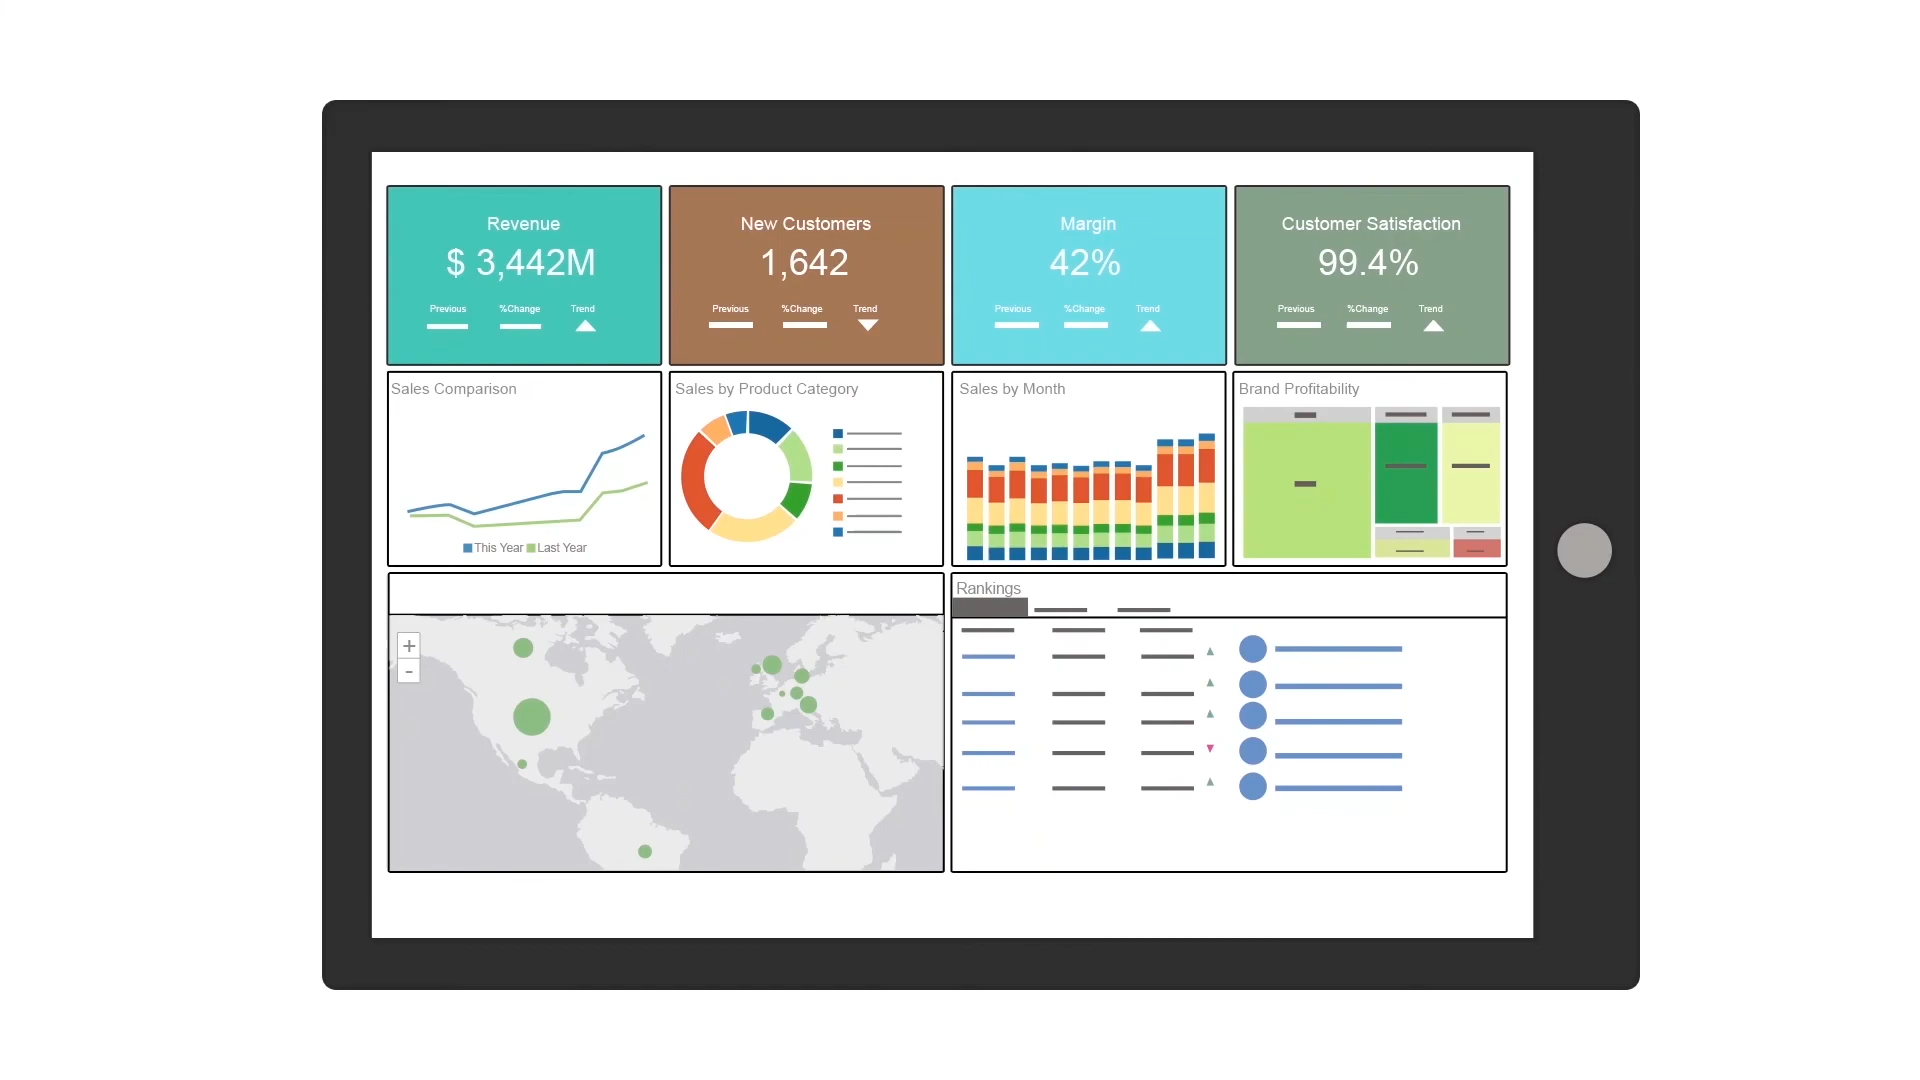 Revenue
$ 3,442M
Previous %Change Trend
New Customers
1,642
Previous %Change Trend
Margin
42%
Previous %Change Trend
Customer Satisfaction
99.4%
Previous %Change Trend
Sales Comparison
This Year Last Year
Sales by Product Category
Sales by Month
Brand Profitability
+
-
Rankings